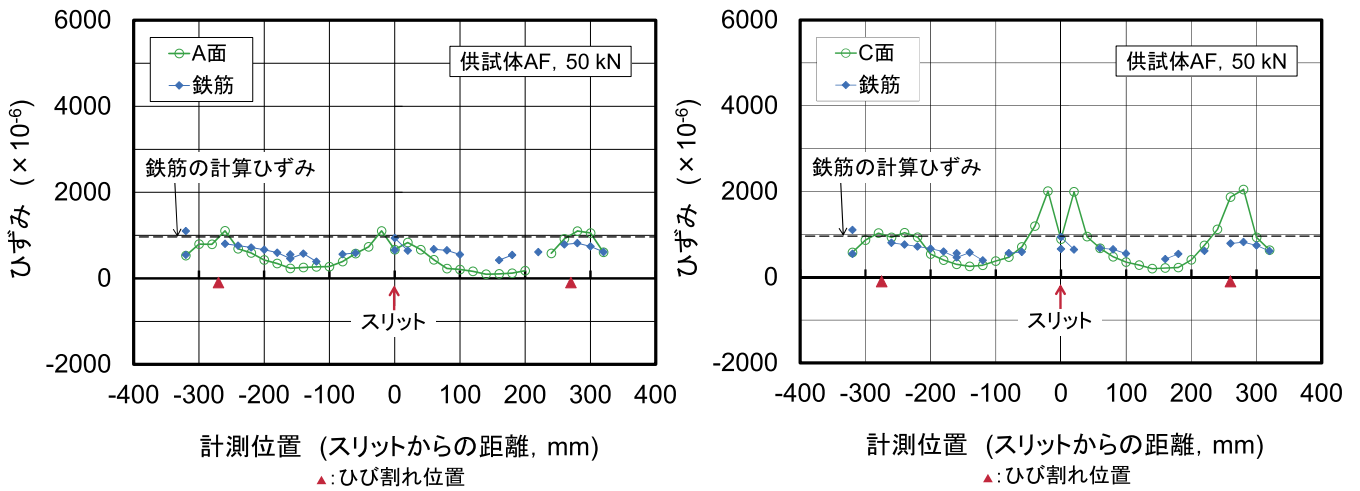 6000
4000
2000
0
-2000
ひずみ (×10-6)
A面
鉄筋
供試体AF, 50 kN
鉄筋の計算ひずみ
スリット
-400 -300 -200 -100 0 100 200 300 400
計測位置 (スリットからの距離, mm)
▲:ひび割れ位置
6000
4000
2000
0
-2000
ひずみ (×10-6)
C面
鉄筋
供試体AF, 50 kN
鉄筋の計算ひずみ
スリット
-400 -300 -200 -100 0 100 200 300 400
計測位置 (スリットからの距離, mm)
▲:ひび割れ位置